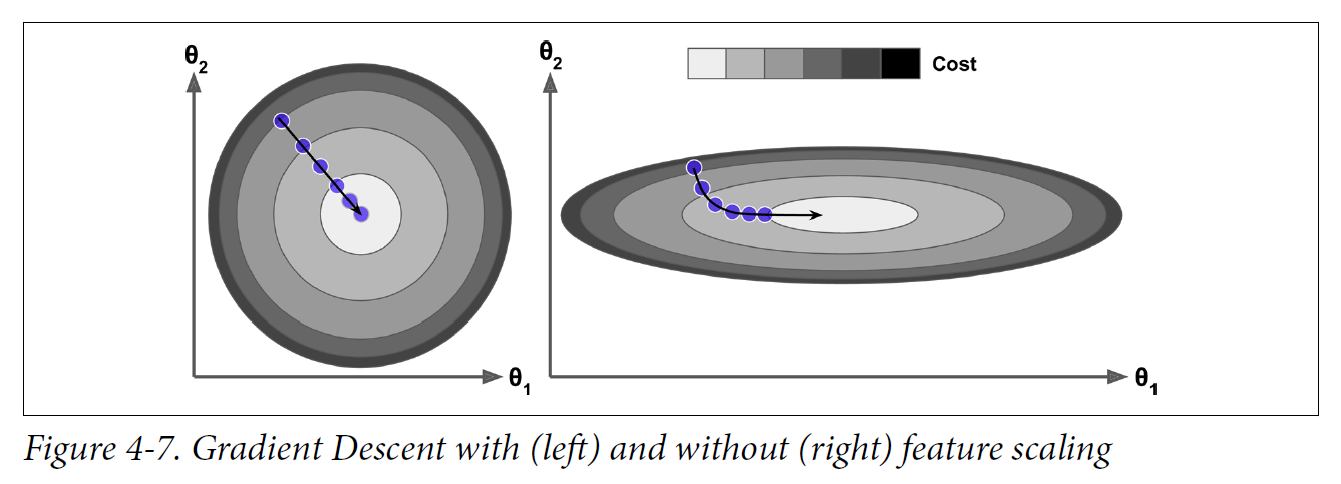 θ2
θ2
Cost
θ1
θ1
Figure 4-7. Gradient Descent with (left) and without (right) feature scaling